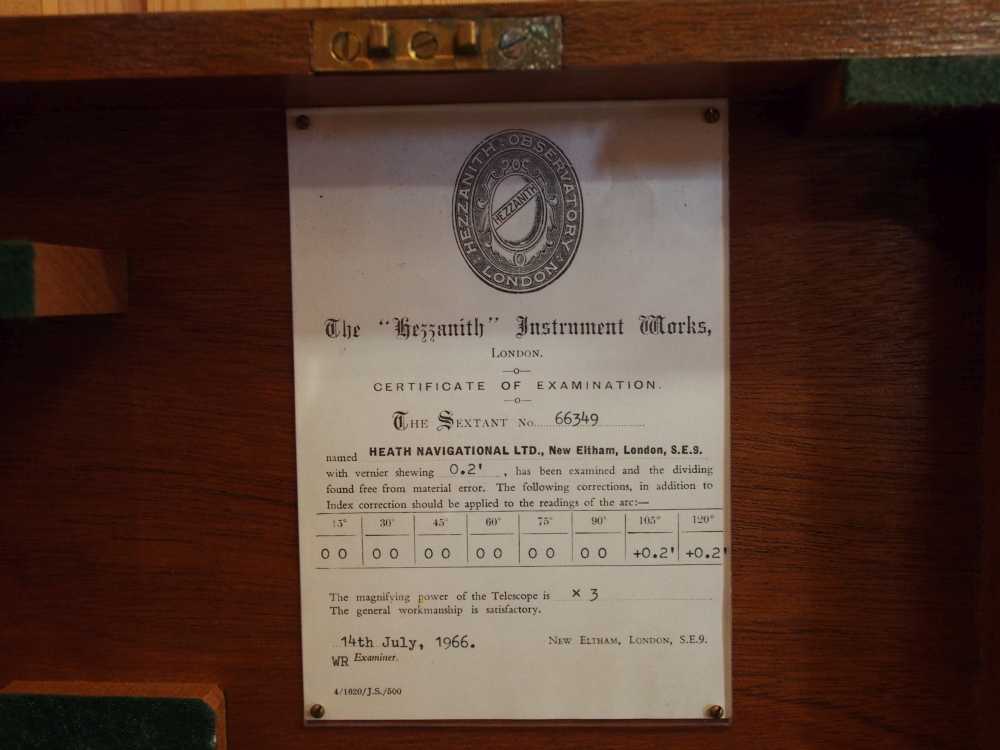 HEZZANITH OBSERVATORY
HEZZANITH
LONDON
The "Hezzanith" Instrument Works,
LONDON.
—o—
CERTIFICATE OF EXAMINATION.
—o—
THE SEXTANT No. 66349
named HEATH NAVIGATIONAL LTD., New Eltham, London, S.E.9.
with vernier shewing 0.2', has been examined and the dividing
found free from material error. The following corrections, in addition to
Index correction should be applied to the readings of the arc:—
15° 30° 45° 60° 75° 90° 105° 120°
0 0 0 0 0 0 0 0 0 0 0 0 +0.2' +0.2'
The magnifying power of the Telescope is × 3
The general workmanship is satisfactory.
14th July, 1966. NEW ELTHAM, LONDON, S.E.9.
WR Examiner.
4/1620/J.S./500